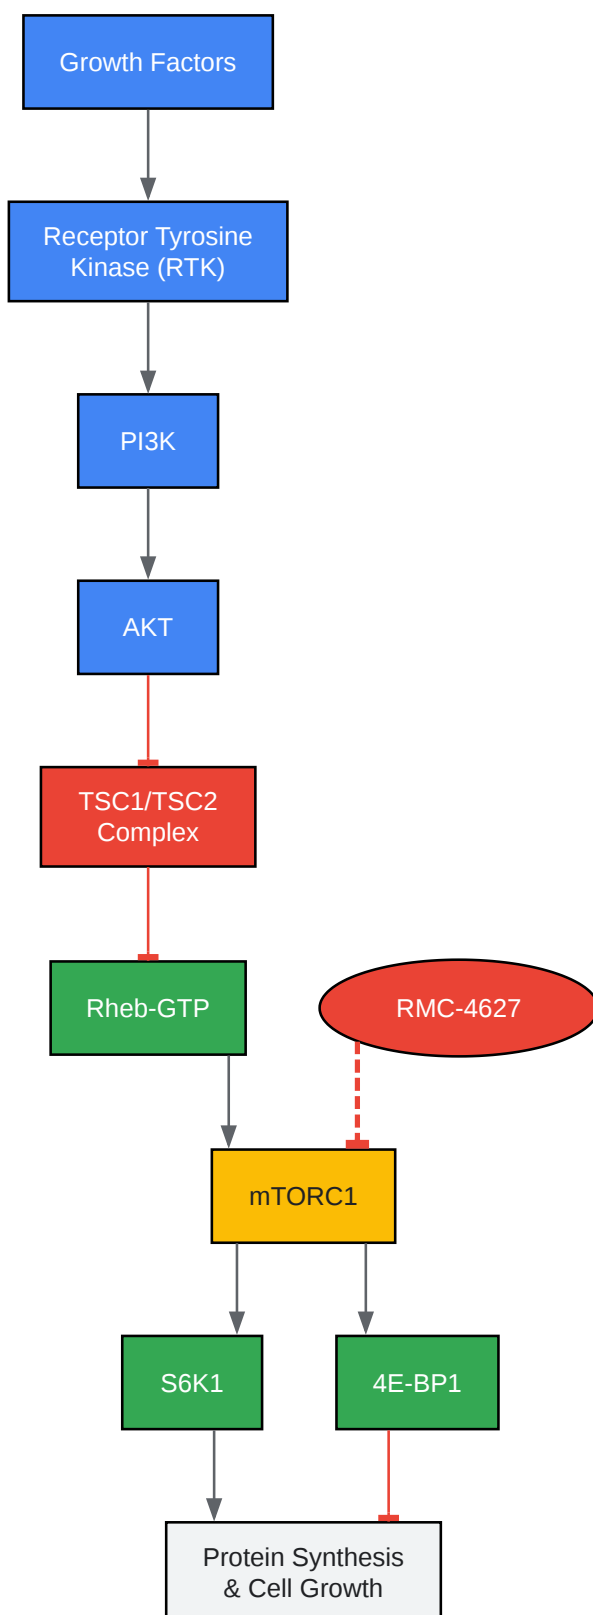 Growth Factors
Receptor Tyrosine
Kinase (RTK)
PI3K
AKT
TSC1/TSC2
Complex
Rheb-GTP
RMC-4627
mTORC1
S6K1
4E-BP1
Protein Synthesis
& Cell Growth